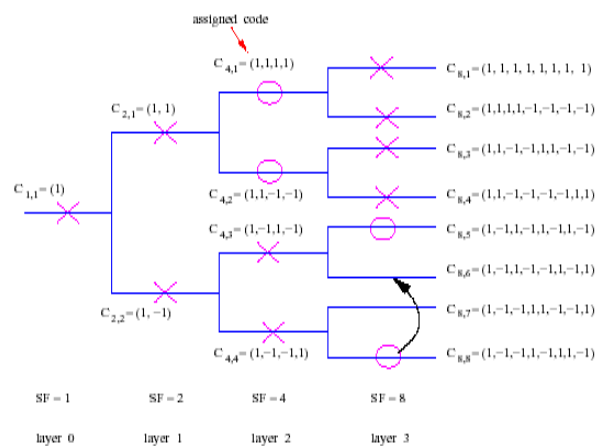 assigned code
C4,1=(1,1,1,1)
C8,1=(1, 1, 1, 1, 1, 1, 1, 1)
C2,1=(1, 1)
C8,2=(1,1,1,1,-1,-1,-1,-1)
C8,3=(1,1,-1,-1,1,1,-1,-1)
C1,1=(1)
C4,2=(1,1,-1,-1)
C8,4=(1,1,-1,-1,-1,-1,1,1)
C4,3=(1,-1,1,-1)
C8,5=(1,-1,1,-1,1,-1,1,-1)
C8,6=(1,-1,1,-1,-1,1,-1,1)
C2,2=(1, -1)
C8,7=(1,-1,-1,1,1,-1,-1,1)
C4,4=(1,-1,-1,1)
C8,8=(1,-1,-1,1,-1,1,1,-1)
SF = 1 SF = 2 SF = 4 SF = 8
layer 0 layer 1 layer 2 layer 3